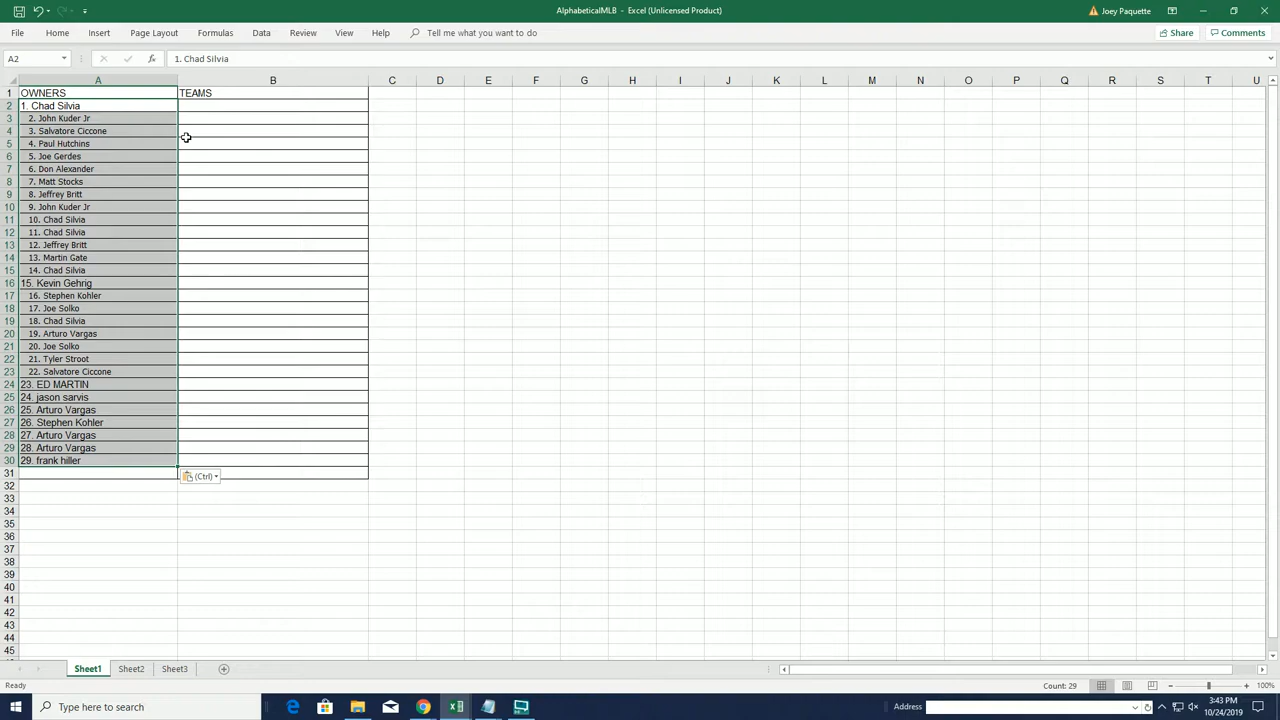 AlphabeticalMLB - Excel (Unlicensed Product)
Joey Paquette
File Home Insert Page Layout Formulas Data Review View Help Tell me what you want to do
Share Comments
A2 fx 1. Chad Silvia
A B C D E F G H I J K L M N O P Q R S T U
1 OWNERS TEAMS
2 1. Chad Silvia
3 2. John Kuder Jr
4 3. Salvatore Ciccone
5 4. Paul Hutchins
6 5. Joe Gerdes
7 6. Don Alexander
8 7. Matt Stocks
9 8. Jeffrey Britt
10 9. John Kuder Jr
11 10. Chad Silvia
12 11. Chad Silvia
13 12. Jeffrey Britt
14 13. Martin Gate
15 14. Chad Silvia
16 15. Kevin Gehrig
17 16. Stephen Kohler
18 17. Joe Solko
19 18. Chad Silvia
20 19. Arturo Vargas
21 20. Joe Solko
22 21. Tyler Stroot
23 22. Salvatore Ciccone
24 23. ED MARTIN
25 24. jason sarvis
26 25. Arturo Vargas
27 26. Stephen Kohler
28 27. Arturo Vargas
29 28. Arturo Vargas
30 29. frank hiller
31 (Ctrl)
32
33
34
35
36
37
38
39
40
41
42
43
44
45
Sheet1 Sheet2 Sheet3
Ready Count: 29 100%
Type here to search Address 3:43 PM
10/24/2019